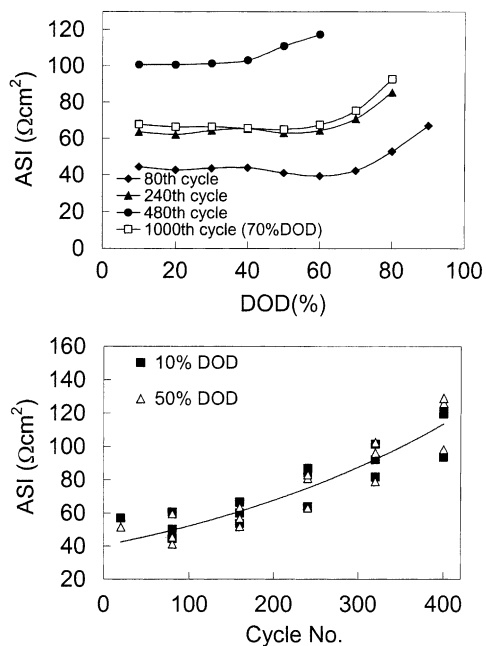 120
100
80
60
40
20
0
ASI (Ωcm²)
80th cycle
240th cycle
480th cycle
1000th cycle (70%DOD)
0 20 40 60 80 100
DOD(%)
160
140
120
100
80
60
40
20
ASI (Ωcm²)
10% DOD
50% DOD
0 100 200 300 400
Cycle No.